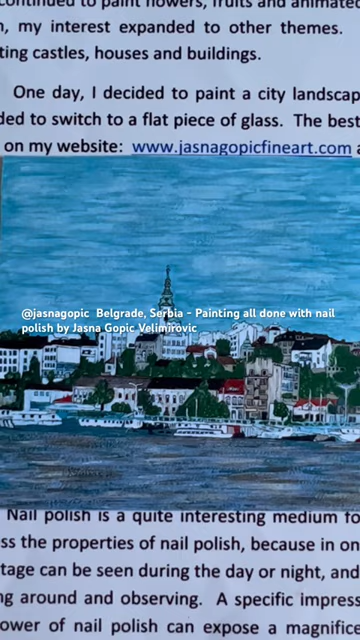 continued to paint flowers, fruits and animated
, my interest expanded to other themes.
ting castles, houses and buildings.
One day, I decided to paint a city landscap
ded to switch to a flat piece of glass. The best
on my website: www.jasnagopicfineart.com a
@jasnagopic Belgrade, Serbia - Painting all done with nail
polish by Jasna Gopic Velimirovic
Nail polish is a quite interesting medium fo
ss the properties of nail polish, because in on
tage can be seen during the day or night, and
ng around and observing. A specific impress
ower of nail polish can expose a magnifice